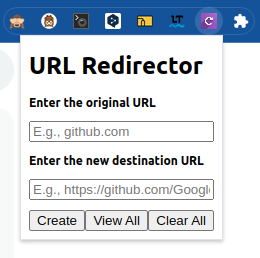 URL Redirector
Enter the original URL
E.g., github.com
Enter the new destination URL
E.g., https://github.com/Google
Create View All Clear All